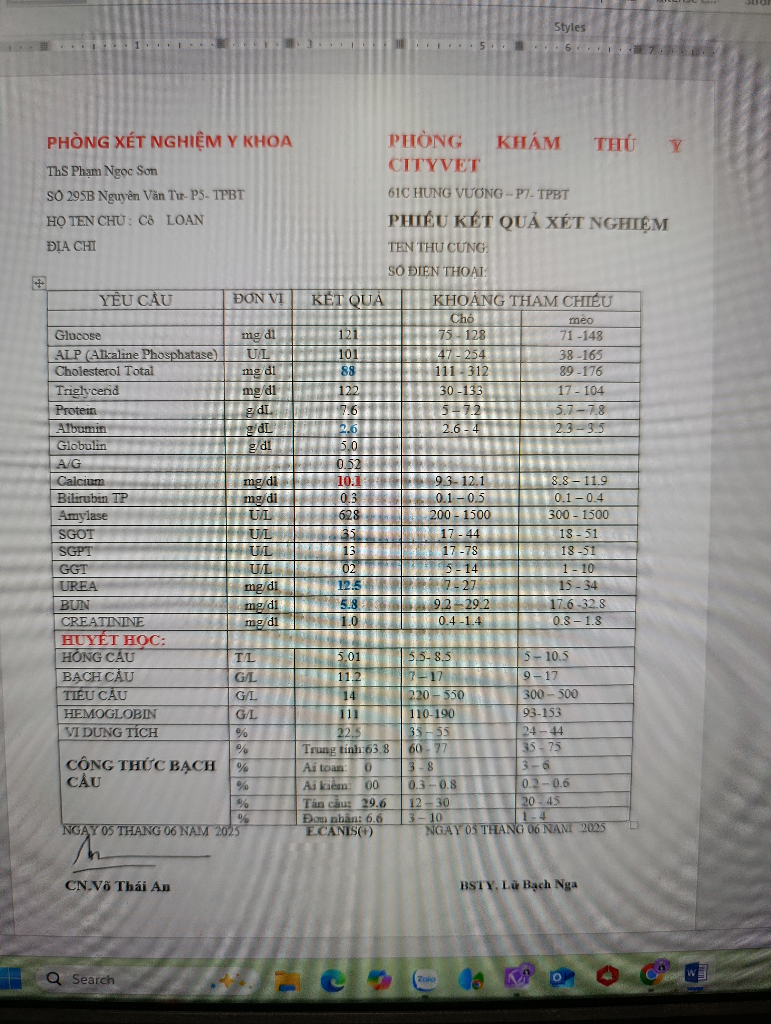 Styles
PHÒNG XÉT NGHIỆM Y KHOA
ThS Phạm Ngọc Sơn
SỐ 295B Nguyễn Văn Tư- P5- TPBT
HỌ TEN CHỦ : Cô LOAN
ĐỊA CHI
PHÒNG KHÁM THÚ Y
CITYVET
61C HUNG VƯƠNG – P7- TPBT
PHIẾU KẾT QUẢ XÉT NGHIỆM
TEN THU CƯNG:
SÔ ĐIEN THOẠI:
YÊU CẦU ĐƠN VỊ KẾT QUẢ KHOẢNG THAM CHIẾU
Chó mèo
Glucose mg/dl 121 75 - 128 71 -148
ALP (Alkaline Phosphatase) U/L 101 47 - 254 38 -165
Cholesterol Total mg/dl 88 111 - 312 89 -176
Triglycerid mg/dl 122 30 -133 17 - 104
Protein g/dL 7.6 5 – 7.2 5.7 – 7.8
Albumin g/dL 2.6 2.6 - 4 2.3 – 3.5
Globulin g/dl 5.0
A/G 0.52
Calcium mg/dl 10.1 9.3- 12.1 8.8 – 11.9
Bilirubin TP mg/dl 0.3 0.1 – 0.5 0.1 – 0.4
Amylase U/L 628 200 - 1500 300 - 1500
SGOT U/L 35 17 - 44 18 - 51
SGPT U/L 13 17 -78 18 -51
GGT U/L 02 5 - 14 1 - 10
UREA mg/dl 12.5 7 - 27 15 - 34
BUN mg/dl 5.8 9.2 – 29.2 17.6 -32.8
CREATININE mg/dl 1.0 0.4 -1.4 0.8 – 1.8
HUYẾT HỌC:
HỒNG CẦU T/L 5.01 5.5- 8.5 5 – 10.5
BẠCH CẦU G/L 11.2 7 – 17 9 – 17
TIỂU CẦU G/L 14 220 – 550 300 – 500
HEMOGLOBIN G/L 111 110-190 93-153
VI DUNG TÍCH % 22.5 35 – 55 24 – 44
CÔNG THỨC BẠCH CẦU
% Trung tính:63.8 60 - 77 35 - 75
% Ái toan: 0 3 - 8 3 – 6
% Ái kiềm: 00 0.3 – 0.8 0.2 – 0.6
% Tân cầu: 29.6 12 – 30 20 - 45
% Đơn nhân: 6.6 3 – 10 1 - 4
NGAY 05 THANG 06 NAM 2025 E.CANIS(+) NGAY 05 THANG 06 NAM 2025
CN.Võ Thái An BSTY. Lữ Bạch Nga
Search
Zalo